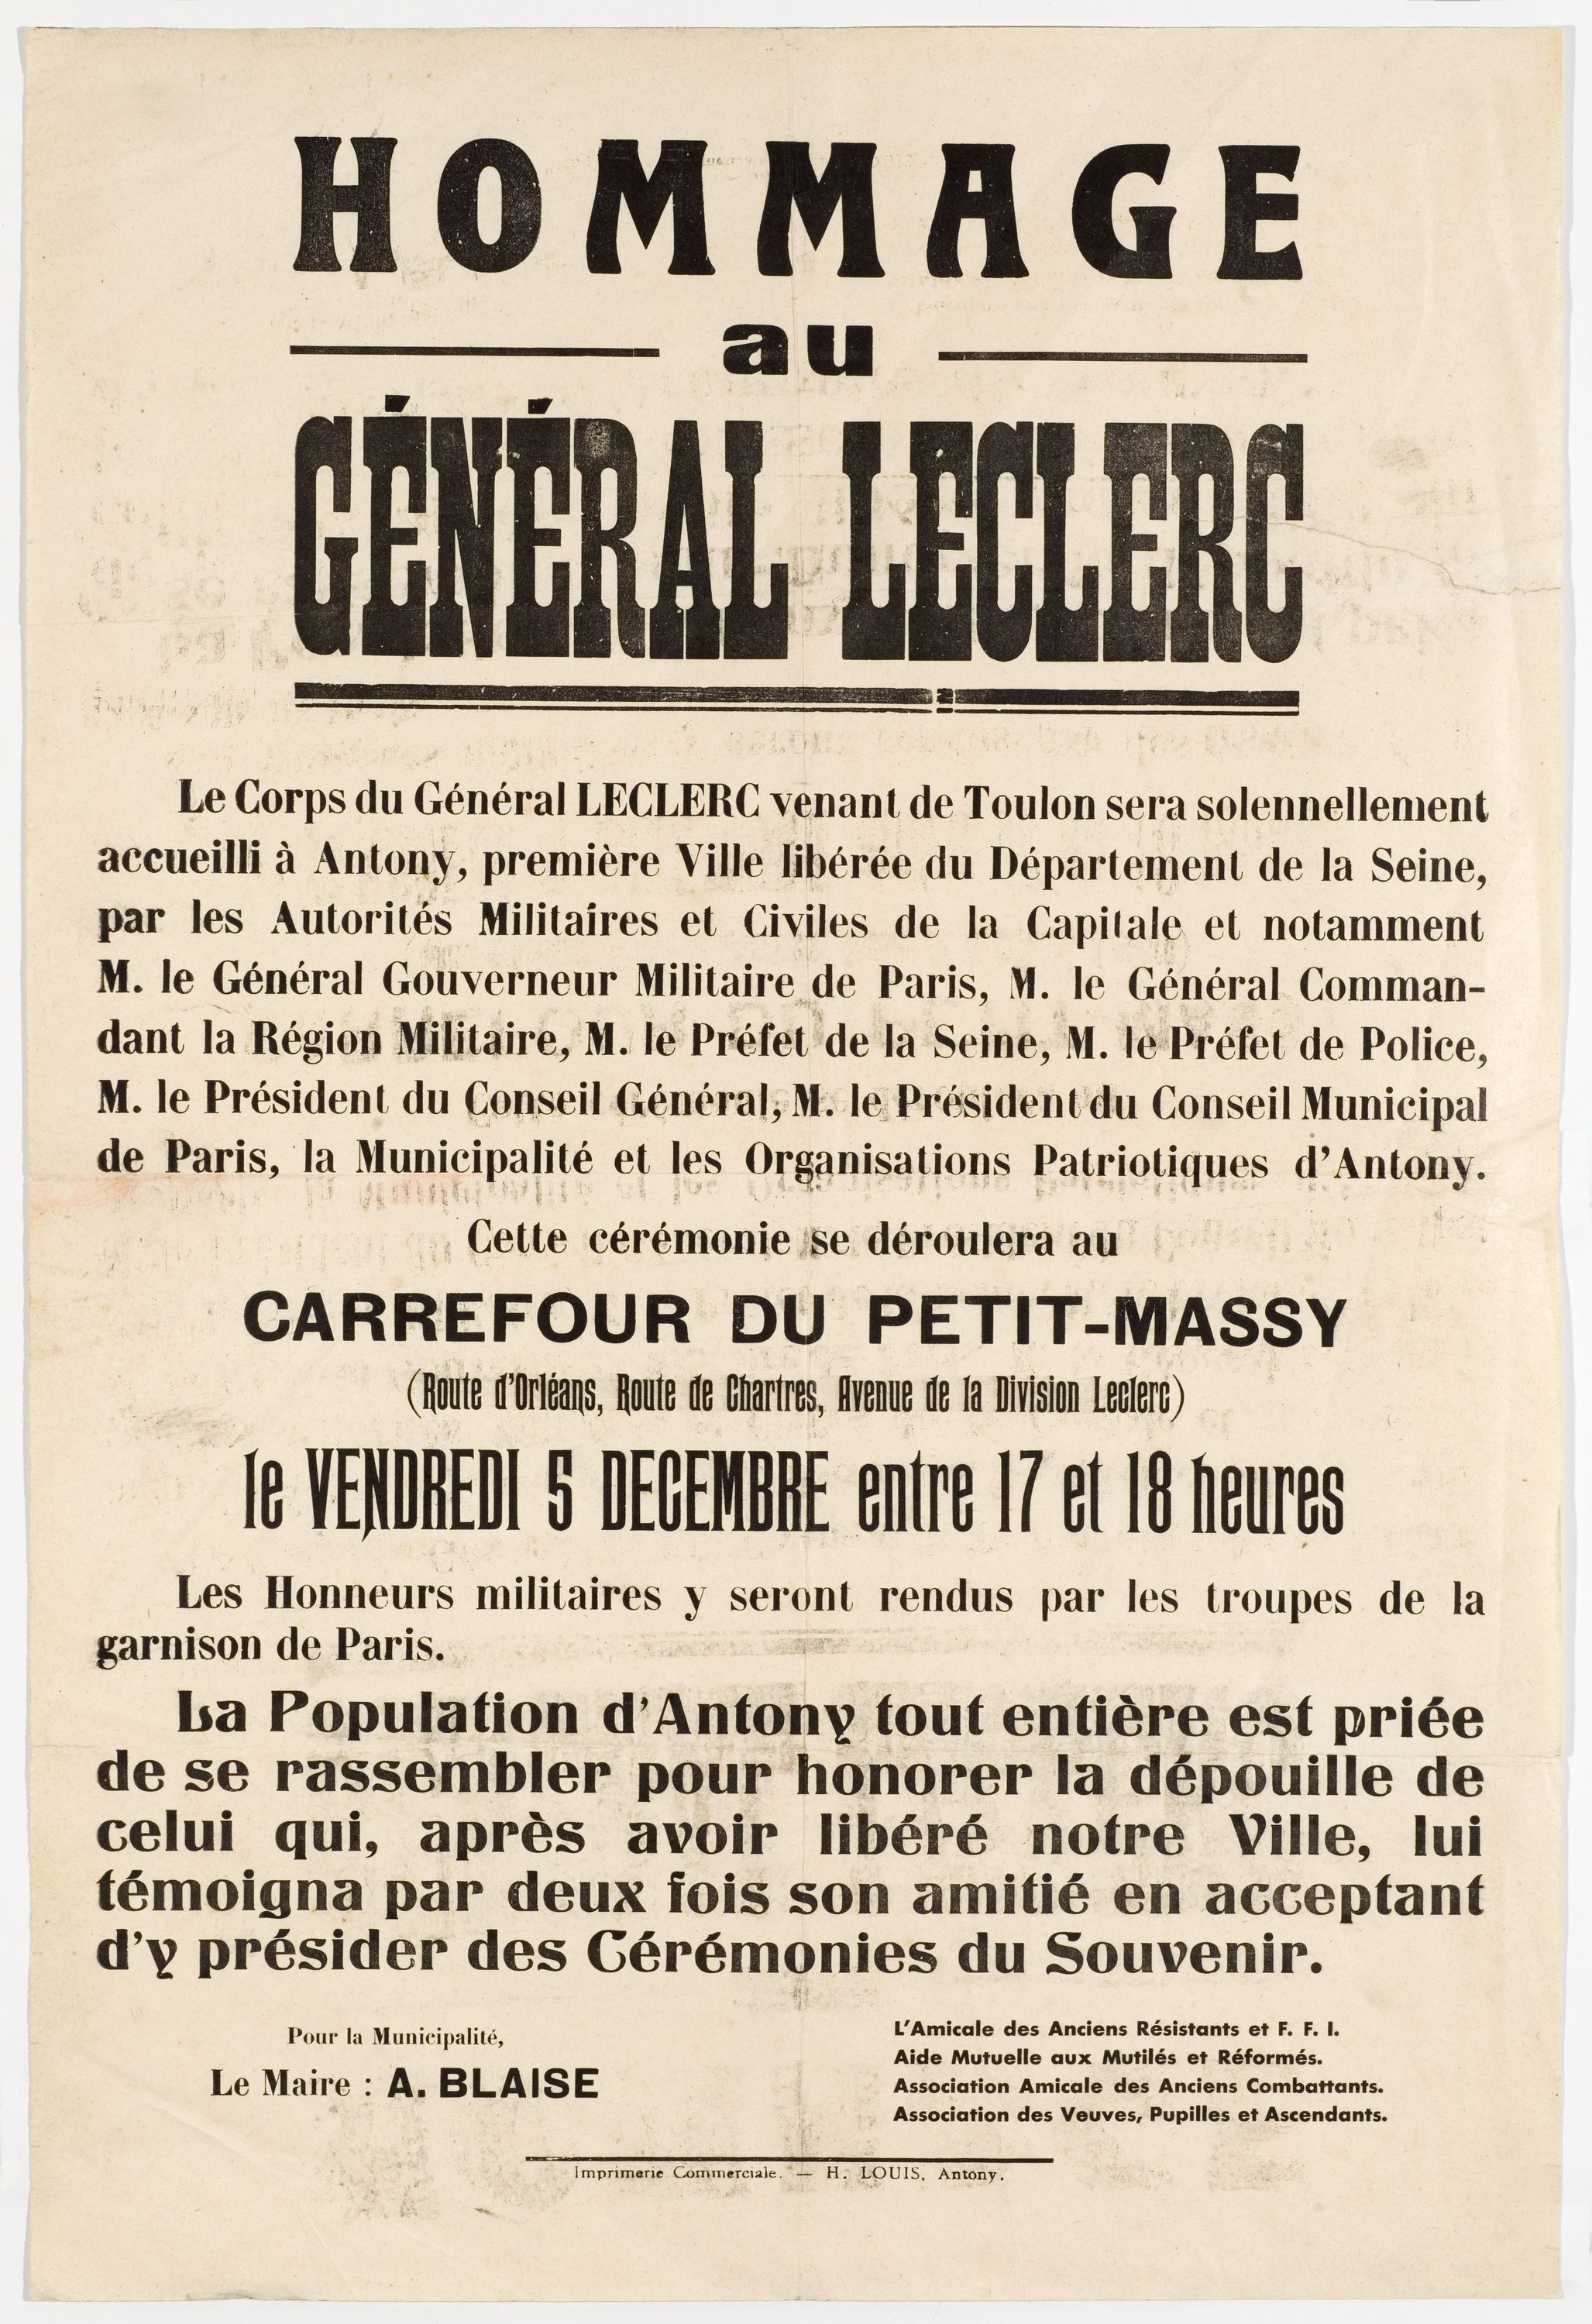 HOMMAGE
au
GÉNÉRAL LECLERC
Le Corps du Général LECLERC venant de Toulon sera solennellement
accueilli à Antony, première Ville libérée du Département de la Seine,
par les Autorités Militaires et Civiles de la Capitale et notamment
M. le Général Gouverneur Militaire de Paris, M. le Général Comman-
dant la Région Militaire, M. le Préfet de la Seine, M. le Préfet de Police,
M. le Président du Conseil Général, M. le Président du Conseil Municipal
de Paris, la Municipalité et les Organisations Patriotiques d'Antony.
Cette cérémonie se déroulera au
CARREFOUR DU PETIT-MASSY
(Route d'Orléans, Route de Chartres, Avenue de la Division Leclerc)
le VENDREDI 5 DECEMBRE entre 17 et 18 heures
Les Honneurs militaires y seront rendus par les troupes de la
garnison de Paris.
La Population d'Antony tout entière est priée
de se rassembler pour honorer la dépouille de
celui qui, après avoir libéré notre Ville, lui
témoigna par deux fois son amitié en acceptant
d'y présider des Cérémonies du Souvenir.
Pour la Municipalité,
Le Maire : A. BLAISE
L'Amicale des Anciens Résistants et F. F. I.
Aide Mutuelle aux Mutilés et Réformés.
Association Amicale des Anciens Combattants.
Association des Veuves, Pupilles et Ascendants.
Imprimerie Commerciale. — H. LOUIS, Antony.